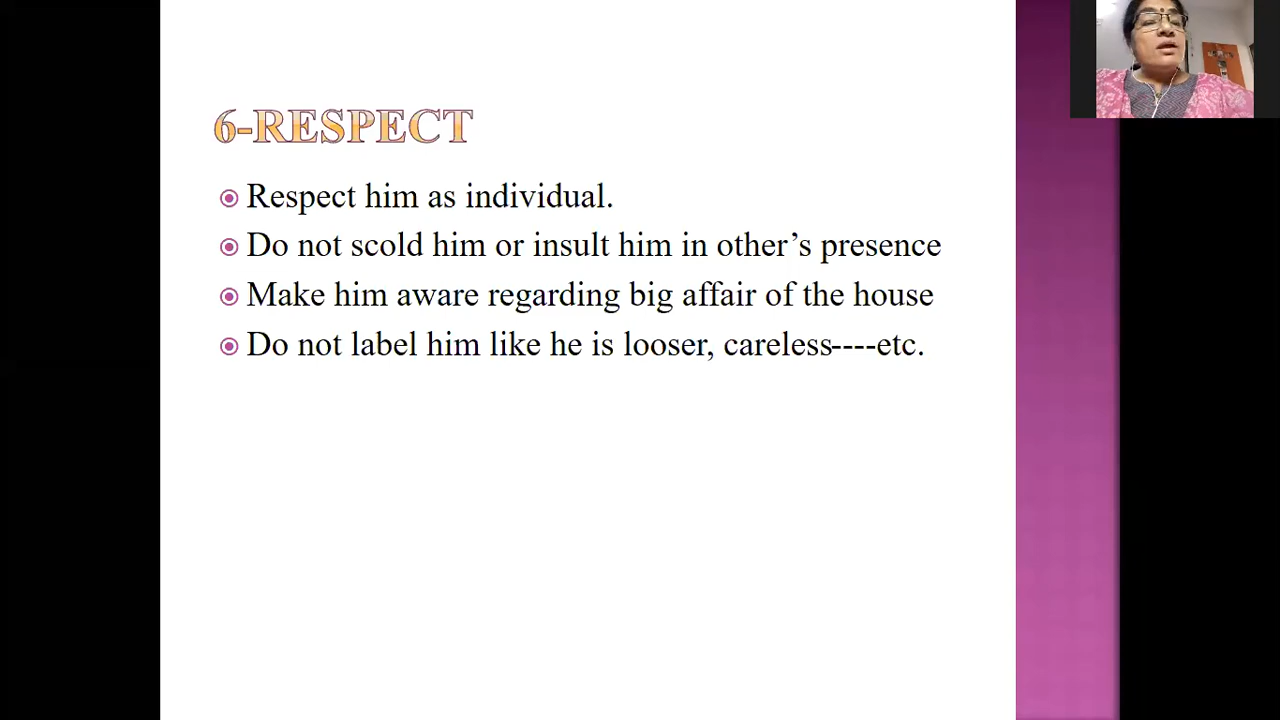 6-RESPECT
Respect him as individual.
Do not scold him or insult him in other’s presence
Make him aware regarding big affair of the house
Do not label him like he is looser, careless----etc.